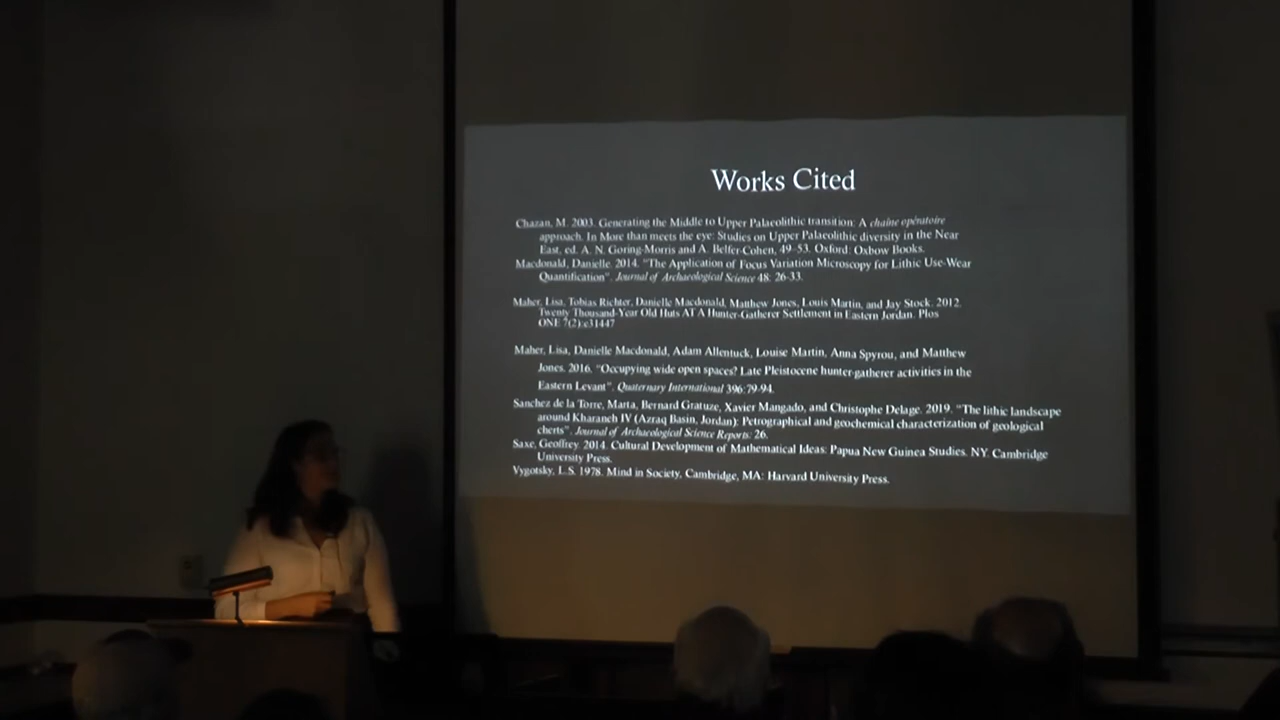 Works Cited
Chazan, M. 2003. Generating the Middle to Upper Palaeolithic transition: A chaîne opératoire
approach. In More than meets the eye: Studies on Upper Palaeolithic diversity in the Near
East, ed. A. N. Goring-Morris and A. Belfer-Cohen, 49-53. Oxford: Oxbow Books.
Macdonald, Danielle. 2014. "The Application of Focus Variation Microscopy for Lithic Use-Wear
Quantification". Journal of Archaeological Science 48: 26-33.
Maher, Lisa, Tobias Richter, Danielle Macdonald, Matthew Jones, Louis Martin, and Jay Stock. 2012.
Twenty Thousand-Year Old Huts AT A Hunter-Gatherer Settlement in Eastern Jordan. Plos
ONE 7(2):e31447
Maher, Lisa, Danielle Macdonald, Adam Allentuck, Louise Martin, Anna Spyrou, and Matthew
Jones. 2016. "Occupying wide open spaces? Late Pleistocene hunter-gatherer activities in the
Eastern Levant". Quaternary International 396:79-94.
Sanchez de la Torre, Marta, Bernard Gratuze, Xavier Mangado, and Christophe Delage. 2019. "The lithic landscape
around Kharaneh IV (Azraq Basin, Jordan): Petrographical and geochemical characterization of geological
cherts". Journal of Archaeological Science Reports: 26.
Saxe, Geoffrey. 2014. Cultural Development of Mathematical Ideas: Papua New Guinea Studies. NY. Cambridge
University Press.
Vygotsky, L.S. 1978. Mind in Society, Cambridge, MA: Harvard University Press.